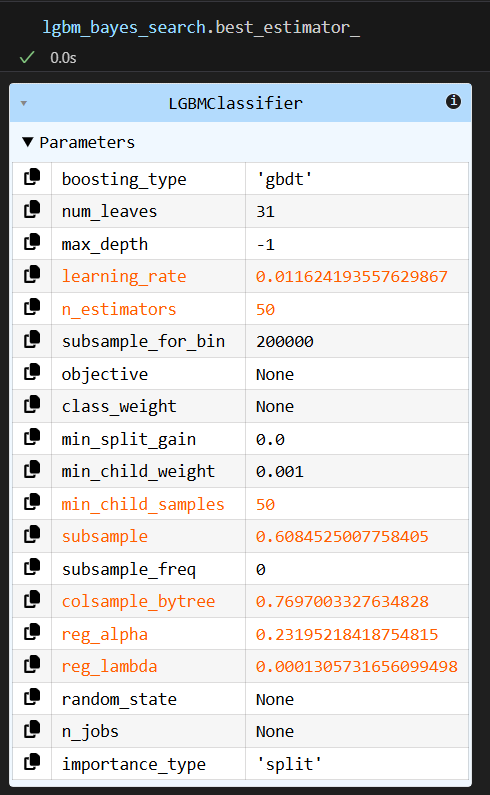 lgbm_bayes_search.best_estimator_
0.0s
LGBMClassifier
Parameters
boosting_type 'gbdt'
num_leaves 31
max_depth -1
learning_rate 0.011624193557629867
n_estimators 50
subsample_for_bin 200000
objective None
class_weight None
min_split_gain 0.0
min_child_weight 0.001
min_child_samples 50
subsample 0.6084525007758405
subsample_freq 0
colsample_bytree 0.7697003327634828
reg_alpha 0.23195218418754815
reg_lambda 0.0001305731656099498
random_state None
n_jobs None
importance_type 'split'